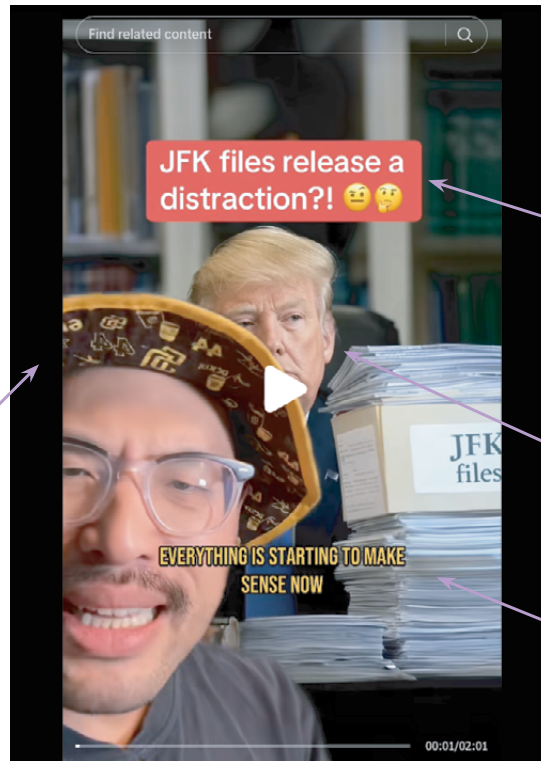 Find related content
JFK files release a
distraction?! 🤨🤔
JFK
files
EVERYTHING IS STARTING TO MAKE
SENSE NOW
00:01/02:01